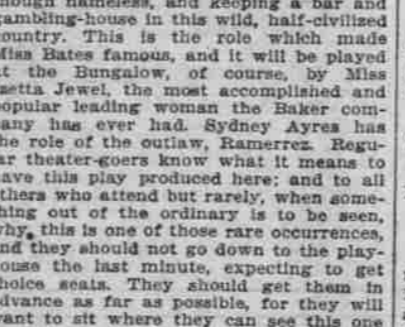 though nameless, and keeping a bar and
gambling-house in this wild, half-civilized
country. This is the role which made
Miss Bates famous, and it will be played
at the Bungalow, of course, by Miss
Izetta Jewel, the most accomplished and
popular leading woman the Baker com-
pany has ever had. Sydney Ayres has
the role of the outlaw, Ramerrez. Regu-
lar theater-goers know what it means to
have this play produced here; and to all
others who attend but rarely, when some-
thing out of the ordinary is to be seen,
why, this is one of those rare occurrences,
and they should not go down to the play-
house the last minute, expecting to get
choice seats. They should get them in
advance as far as possible, for they will
want to sit where they can see this one